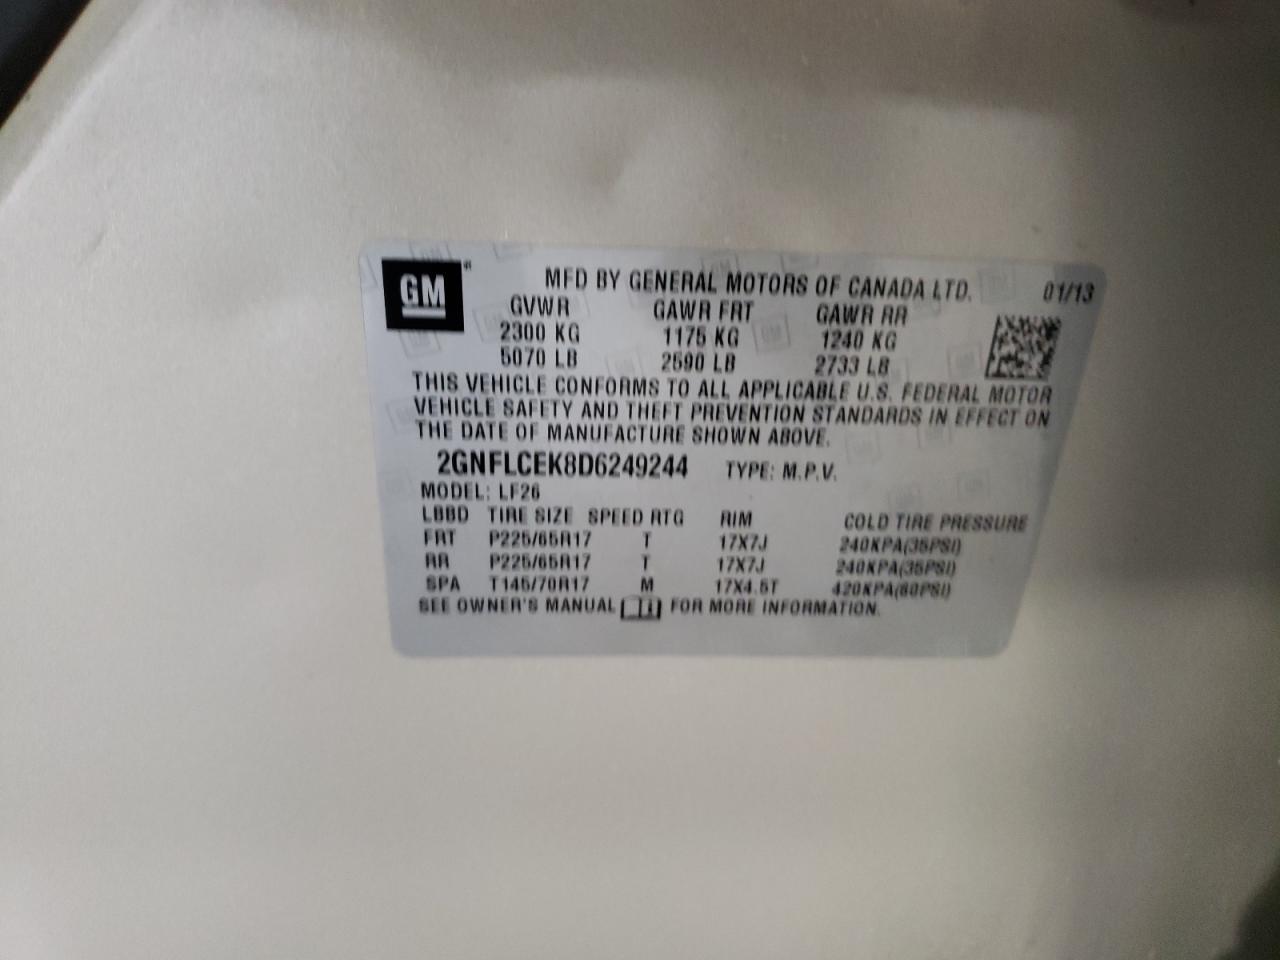 GM
MFD BY GENERAL MOTORS OF CANADA LTD. 01/13
GVWR GAWR FRT GAWR RR
2300 KG 1175 KG 1240 KG
5070 LB 2590 LB 2733 LB
THIS VEHICLE CONFORMS TO ALL APPLICABLE U.S. FEDERAL MOTOR
VEHICLE SAFETY AND THEFT PREVENTION STANDARDS IN EFFECT ON
THE DATE OF MANUFACTURE SHOWN ABOVE.
2GNFLCEK8D6249244 TYPE: M.P.V.
MODEL: LF26
LBBD TIRE SIZE SPEED RTG RIM COLD TIRE PRESSURE
FRT P225/65R17 T 17X7J 240KPA(35PSI)
RR P225/65R17 T 17X7J 240KPA(35PSI)
SPA T145/70R17 M 17X4.5T 420KPA(60PSI)
SEE OWNER'S MANUAL FOR MORE INFORMATION.